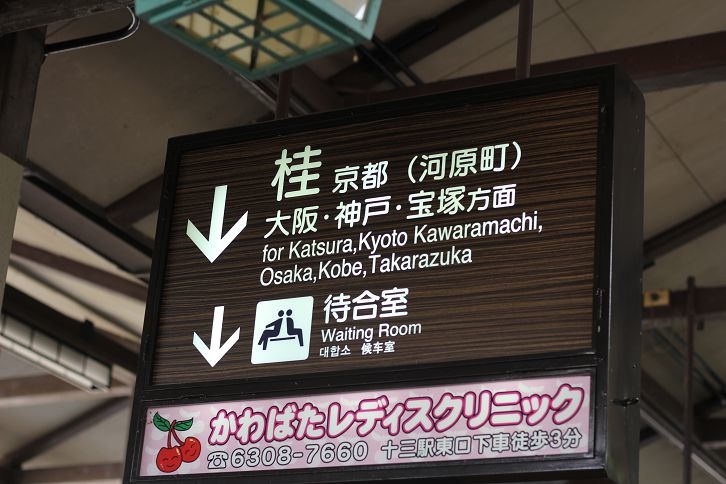 桂 京都（河原町）
大阪・神戸・宝塚方面
for Katsura,Kyoto Kawaramachi,
Osaka,Kobe,Takarazuka
待合室
Waiting Room
대합소 候车室
かわばたレディスクリニック
☎6308-7660 十三駅東口下車徒歩3分